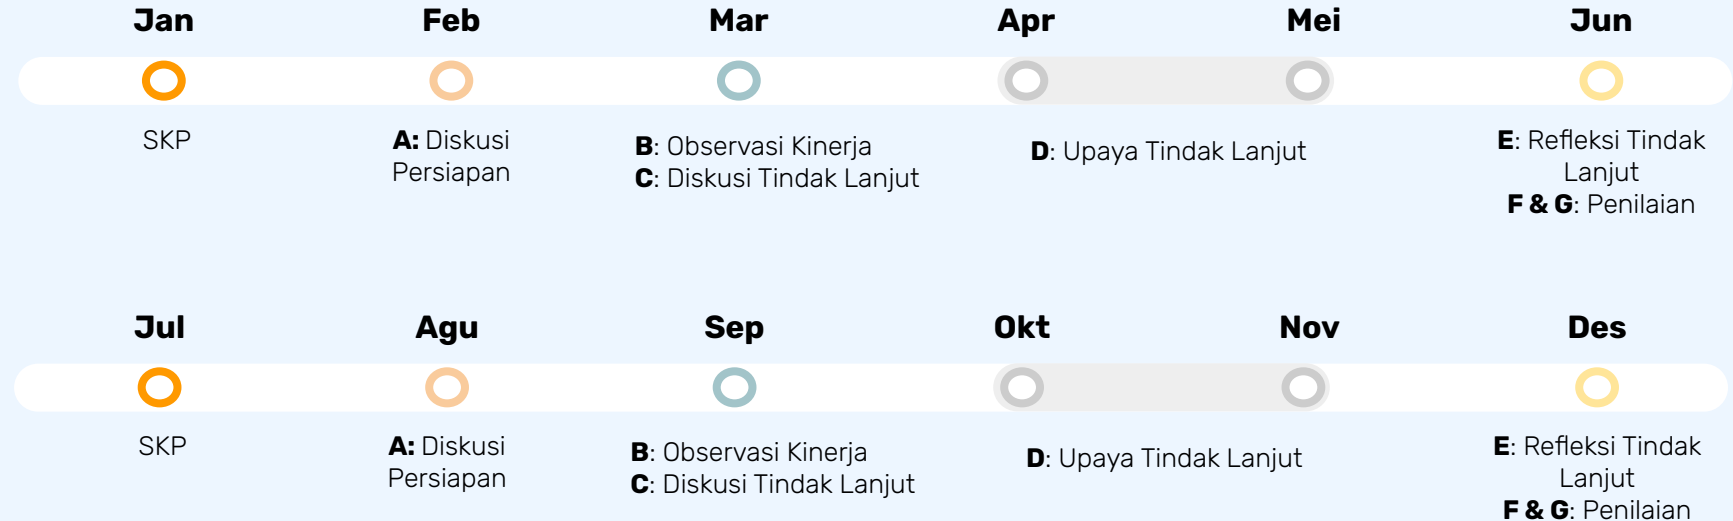 Jan Feb Mar Apr Mei Jun
SKP
A: Diskusi
Persiapan
B: Observasi Kinerja
C: Diskusi Tindak Lanjut
D: Upaya Tindak Lanjut
E: Refleksi Tindak
Lanjut
F & G: Penilaian
Jul Agu Sep Okt Nov Des
SKP
A: Diskusi
Persiapan
B: Observasi Kinerja
C: Diskusi Tindak Lanjut
D: Upaya Tindak Lanjut
E: Refleksi Tindak
Lanjut
F & G: Penilaian